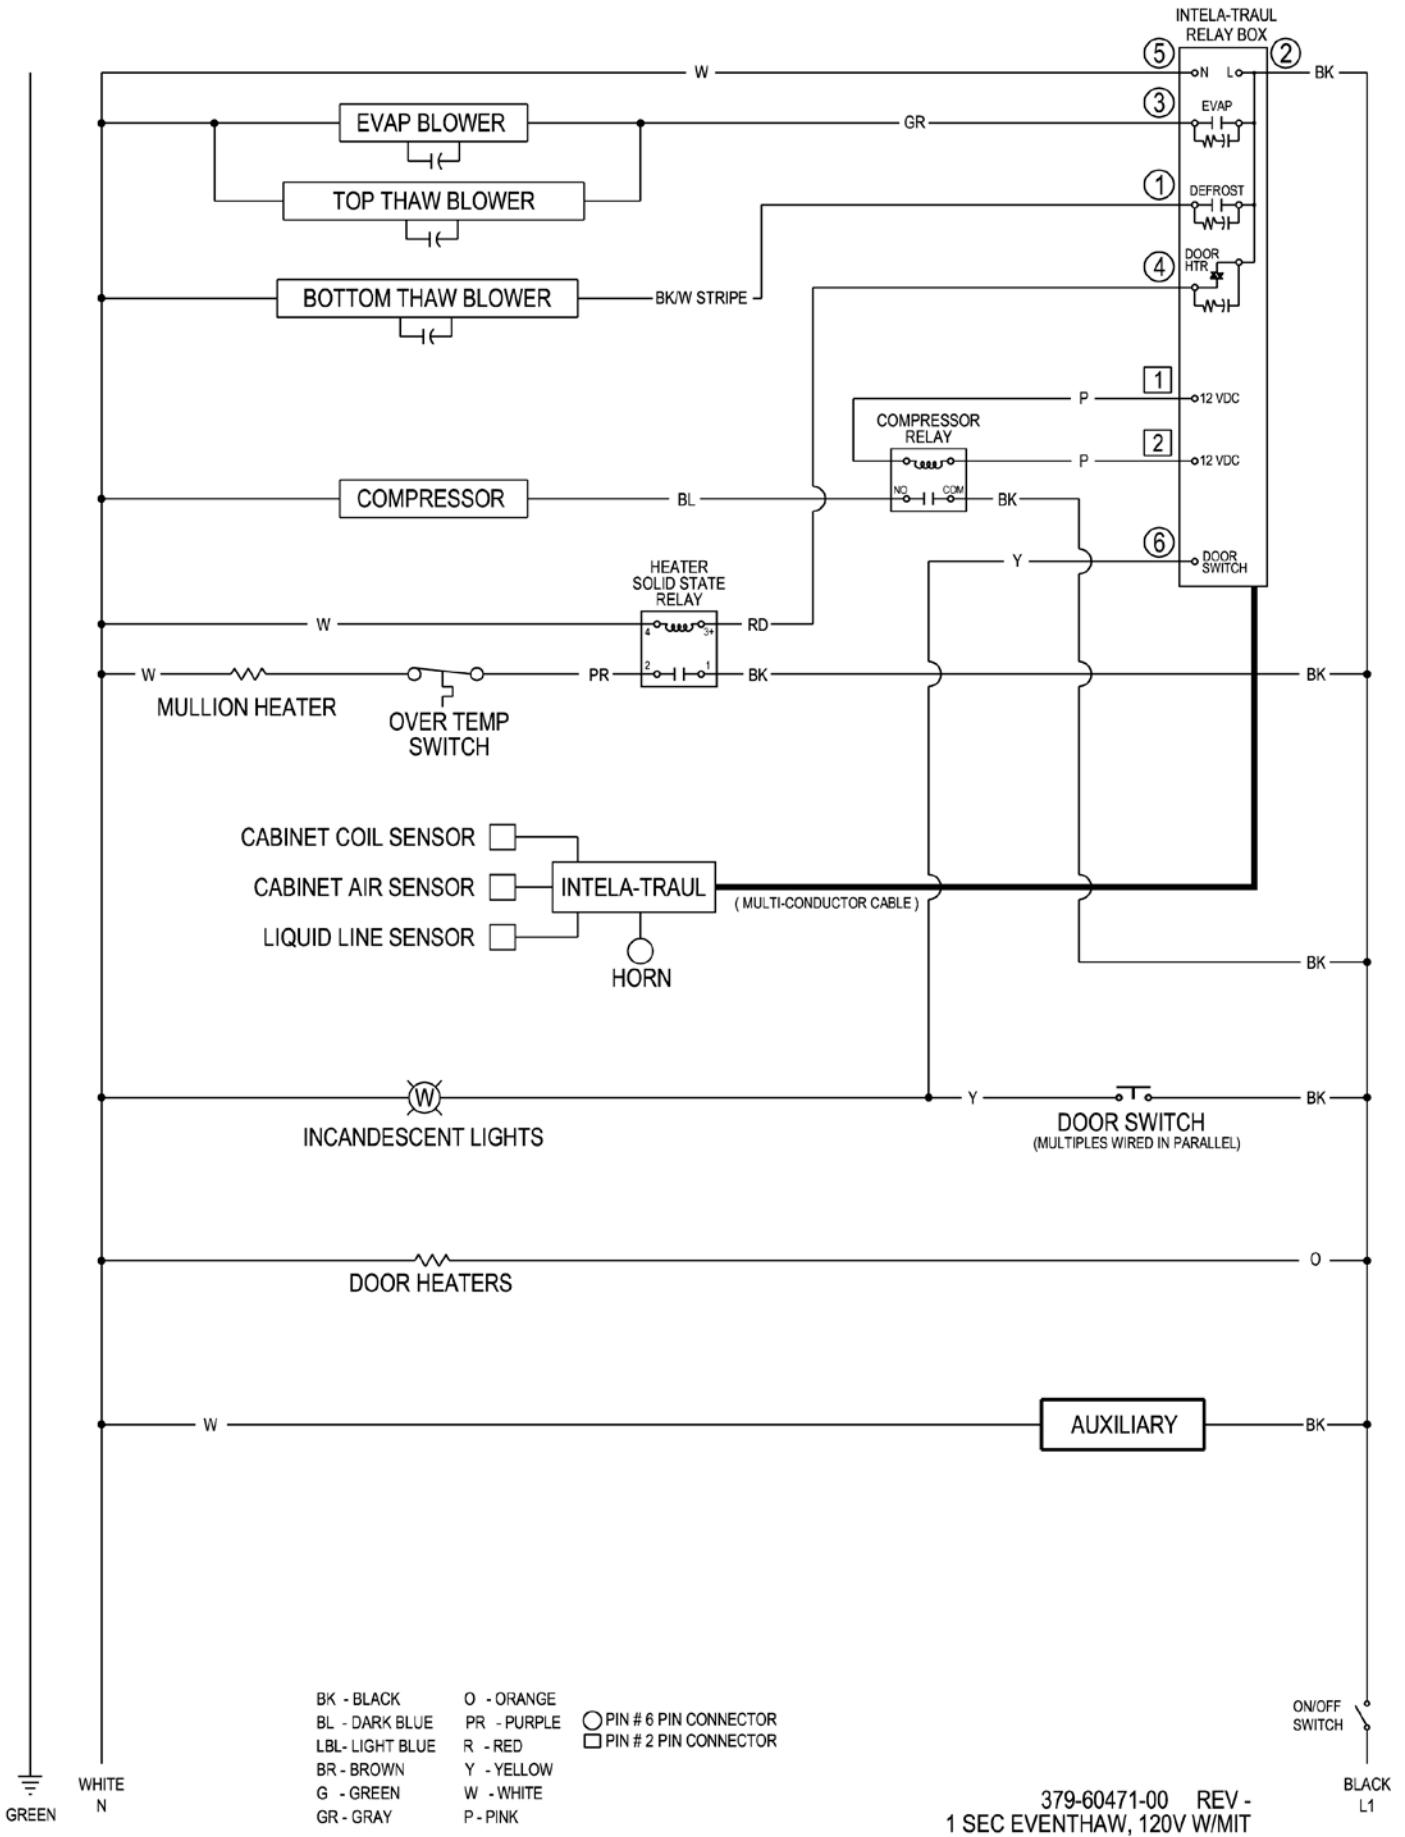 INTELA-TRAUL
RELAY BOX
5
2
W
N
L
BK
3
EVAP
EVAP BLOWER
GR
1
DEFROST
TOP THAW BLOWER
4
DOOR
HTR
BOTTOM THAW BLOWER
BK/W STRIPE
1
P
12 VDC
COMPRESSOR
RELAY
2
P
12 VDC
COMPRESSOR
BL
NO
COM
BK
6
Y
DOOR
SWITCH
HEATER
SOLID STATE
RELAY
W
4
3+
RD
W
PR
2
1
BK
BK
MULLION HEATER
OVER TEMP
SWITCH
CABINET COIL SENSOR
CABINET AIR SENSOR
INTELA-TRAUL
( MULTI-CONDUCTOR CABLE )
LIQUID LINE SENSOR
HORN
BK
W
Y
BK
INCANDESCENT LIGHTS
DOOR SWITCH
(MULTIPLES WIRED IN PARALLEL)
O
DOOR HEATERS
W
AUXILIARY
BK
BK - BLACK
BL - DARK BLUE
LBL- LIGHT BLUE
BR - BROWN
G - GREEN
GR - GRAY
O - ORANGE
PR - PURPLE
R - RED
Y - YELLOW
W - WHITE
P - PINK
PIN # 6 PIN CONNECTOR
PIN # 2 PIN CONNECTOR
ON/OFF
SWITCH
GREEN
WHITE
N
BLACK
L1
379-60471-00 REV -
1 SEC EVENTHAW, 120V W/MIT